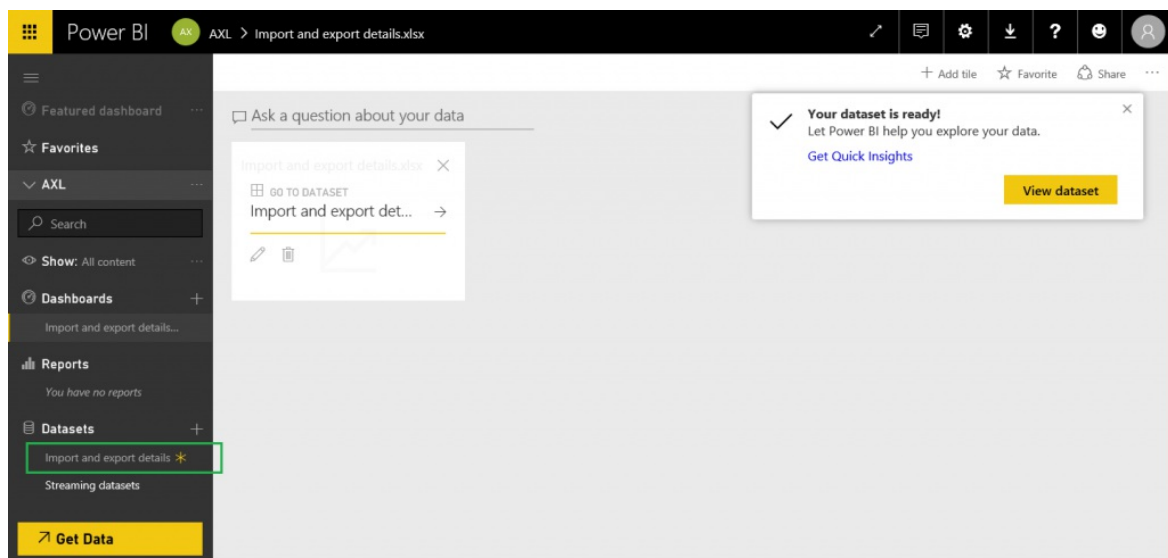 Power BI
AX
AXL > Import and export details.xlsx
?
+ Add tile
Favorite
Share
...
Featured dashboard ...
Favorites
AXL ...
Search
Show: All content ...
Dashboards +
Import and export details...
Reports
You have no reports
Datasets +
Import and export details *
Streaming datasets
Get Data
Ask a question about your data
Import and export details.xlsx
GO TO DATASET
Import and export det... →
Your dataset is ready!
Let Power BI help you explore your data.
Get Quick Insights
View dataset